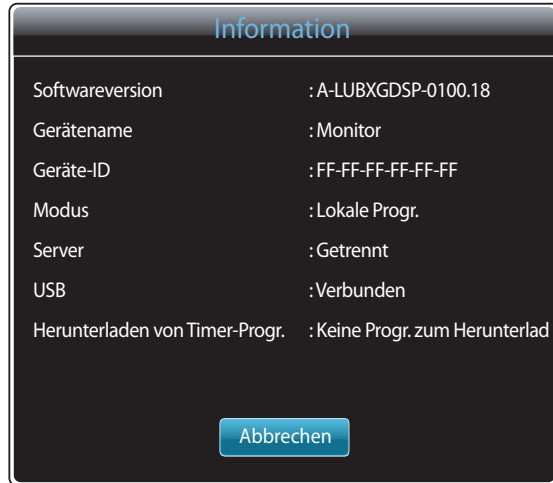 Information
Softwareversion : A-LUBXGDSP-0100.18
Gerätename : Monitor
Geräte-ID : FF-FF-FF-FF-FF-FF
Modus : Lokale Progr.
Server : Getrennt
USB : Verbunden
Herunterladen von Timer-Progr. : Keine Progr. zum Herunterlad
Abbrechen